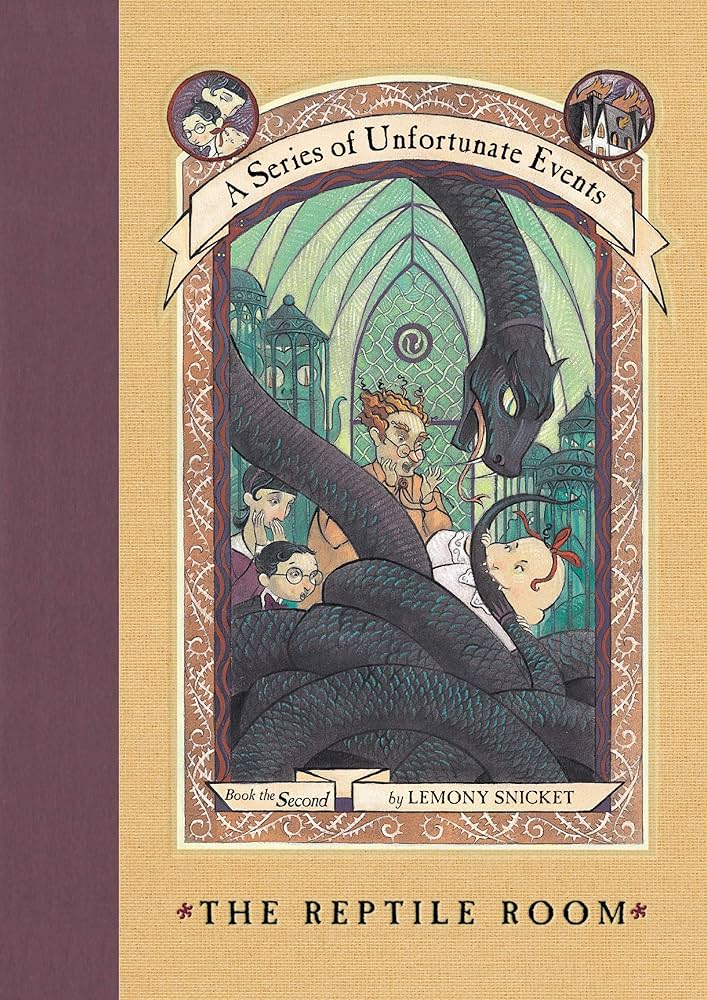 A Series of Unfortunate Events
Book the Second
by LEMONY SNICKET
THE REPTILE ROOM